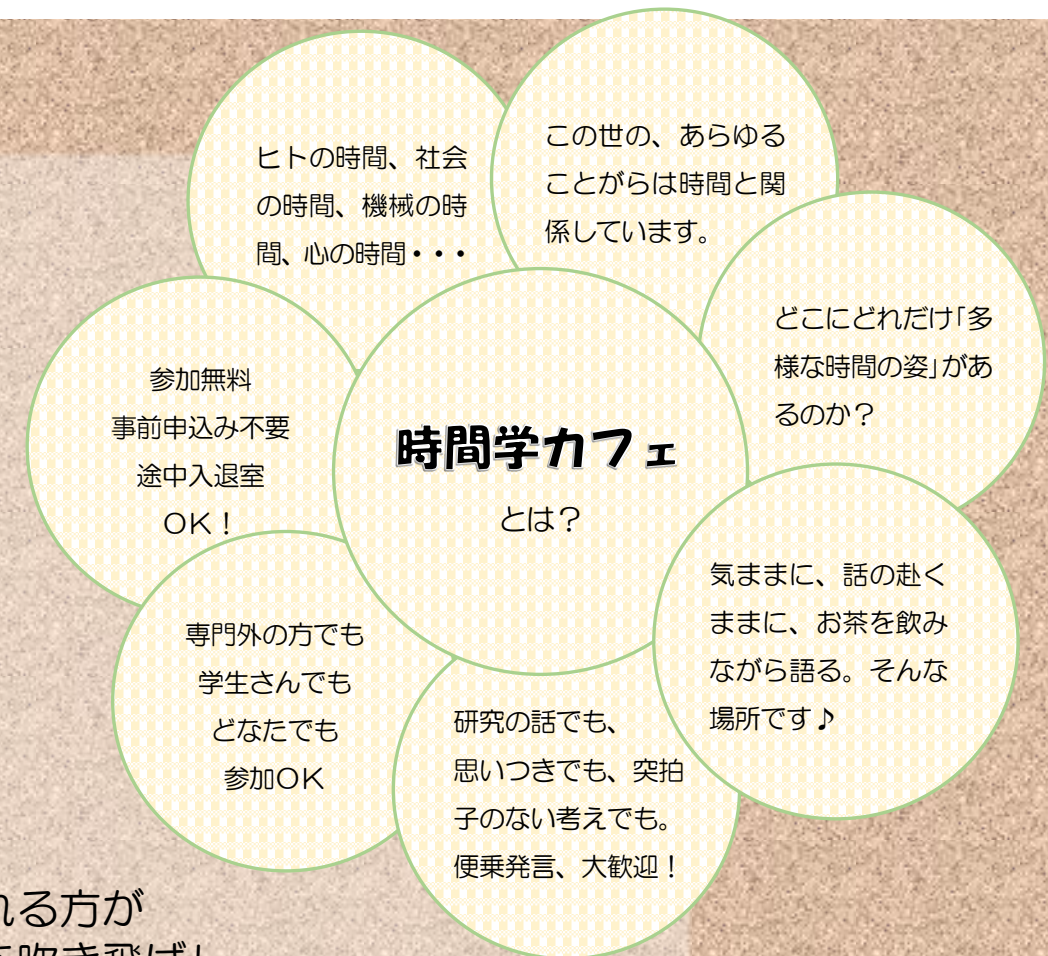 ヒトの時間、社会
の時間、機械の時
間、心の時間・・・
この世の、あらゆる
ことがらは時間と関
係しています。
どこにどれだけ「多
様な時間の姿」があ
るのか？
参加無料
事前申込み不要
途中入退室
OK！
時間学カフェ
とは？
気ままに、話の赴く
ままに、お茶を飲み
ながら語る。そんな
場所です♪
専門外の方でも
学生さんでも
どなたでも
参加OK
研究の話でも、
思いつきでも、突拍
子のない考えでも。
便乗発言、大歓迎！
れる方が
吹き飛ばし